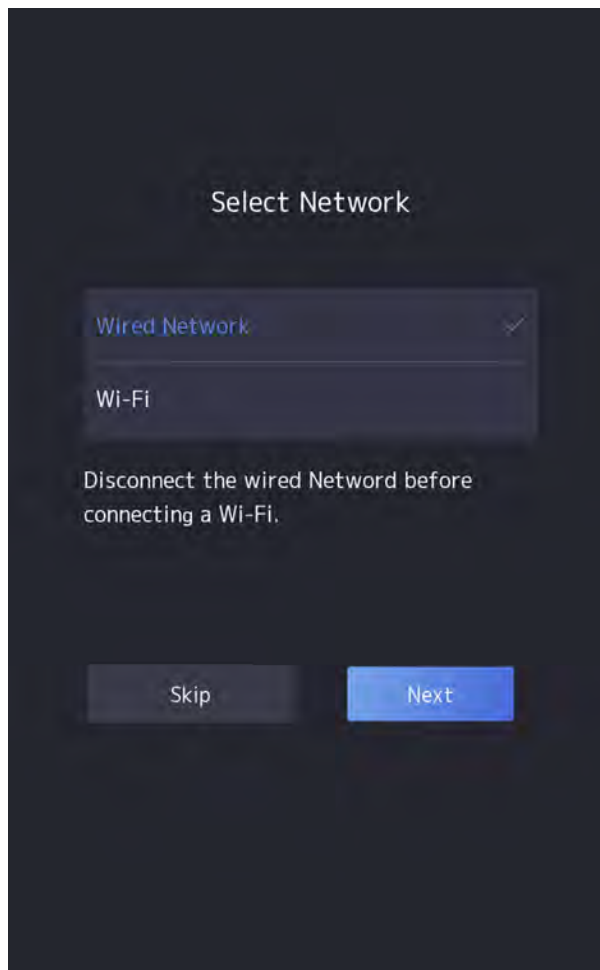 Select Network
Wired Network
Wi-Fi
Disconnect the wired Netword before
connecting a Wi-Fi.
Skip
Next